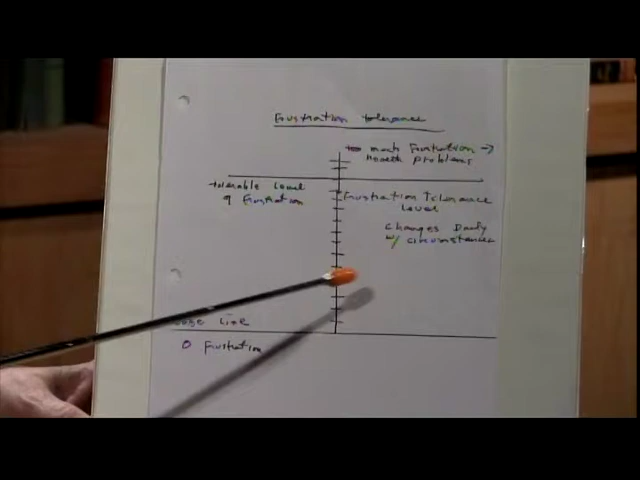 Frustration tolerance
too much Frustration →
Health problems
tolerable Level
of Frustration
Frustration Tolerance
Level
changes Daily
w/ circumstances
Base Line
0 Frustration